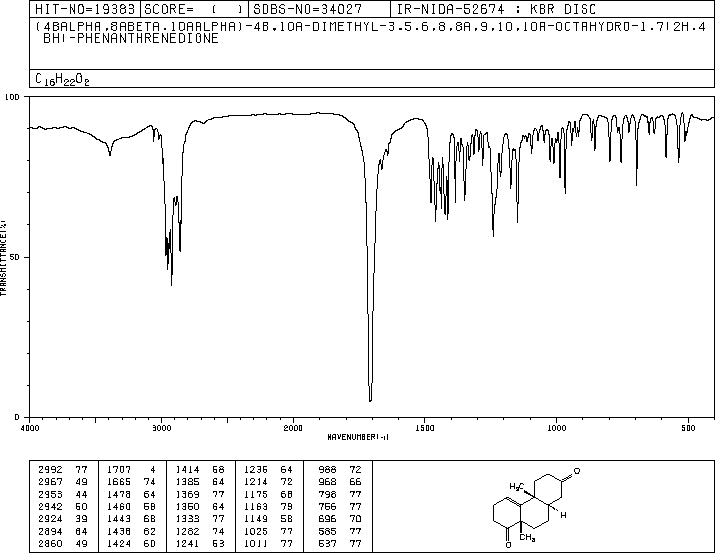 HIT-NO=19383 SCORE= ( ) SDBS-NO=34027 IR-NIDA-52674 : KBR DISC
(4BALPHA,8ABETA,10AALPHA)-4B,10A-DIMETHYL-3,5,6,8,8A,9,10,10A-OCTAHYDRO-1,7(2H,4
BH)-PHENANTHRENEDIONE
C16H22O2
100
50
0
TRANSMITTANCE(%)
4000 3000 2000 1500 1000 500
WAVENUMBER(-1)
2992 77 1707 4 1414 68 1236 64 988 72
2967 49 1665 74 1385 64 1214 72 968 66
2953 44 1478 64 1369 77 1175 68 798 77
2942 50 1460 58 1350 64 1163 79 756 77
2924 39 1443 68 1333 77 1149 58 696 70
2894 64 1438 62 1282 74 1025 77 585 77
2860 49 1424 60 1241 53 1011 77 537 77
O
H3C
H
CH3
O